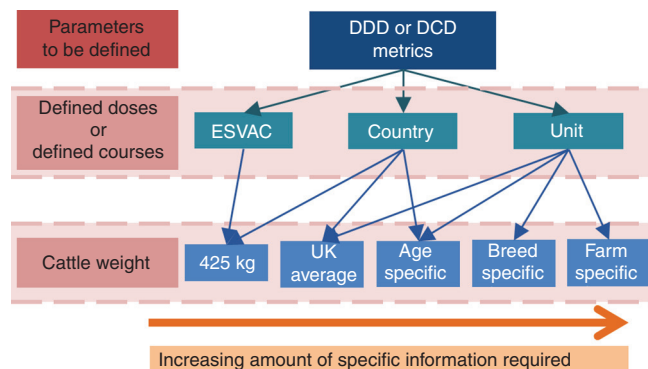 Parameters
to be defined
DDD or DCD
metrics
Defined doses
or
defined courses
ESVAC
Country
Unit
Cattle weight
425 kg
UK
average
Age
specific
Breed
specific
Farm
specific
Increasing amount of specific information required